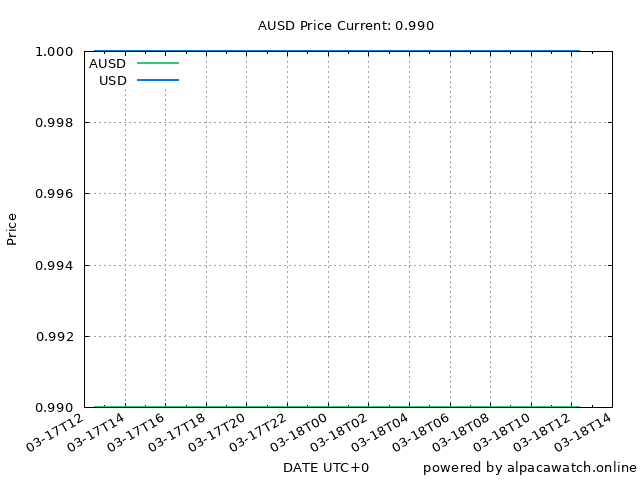 AUSD Price Current: 0.990
1.000
AUSD
USD
0.998
0.996
Price
0.994
0.992
0.990
03-17T12 03-17T14 03-17T16 03-17T18 03-17T20 03-17T22 03-18T00 03-18T02 03-18T04 03-18T06 03-18T08 03-18T10 03-18T12 03-18T14
DATE UTC+0 powered by alpacawatch.online